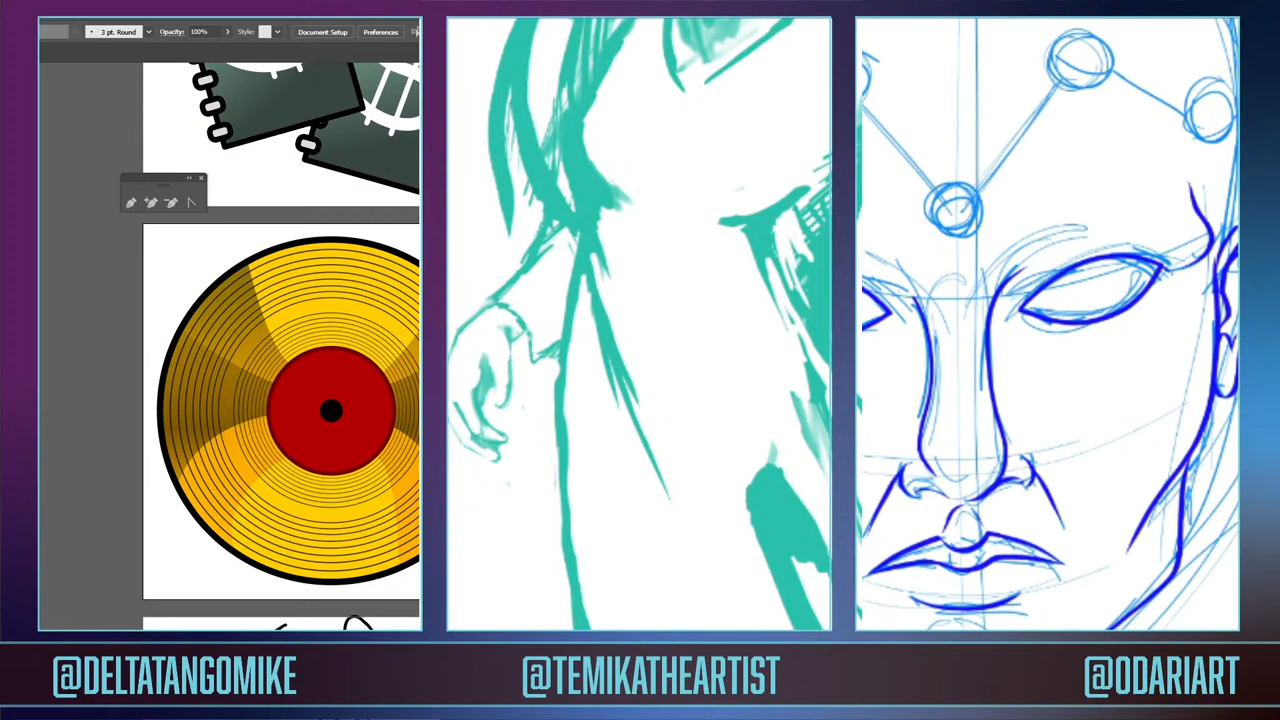 3 pt. Round Opacity: 100% Style: Document Setup Preferences
@DELTATANGOMIKE @TEMIKATHEARTIST @ODARIART